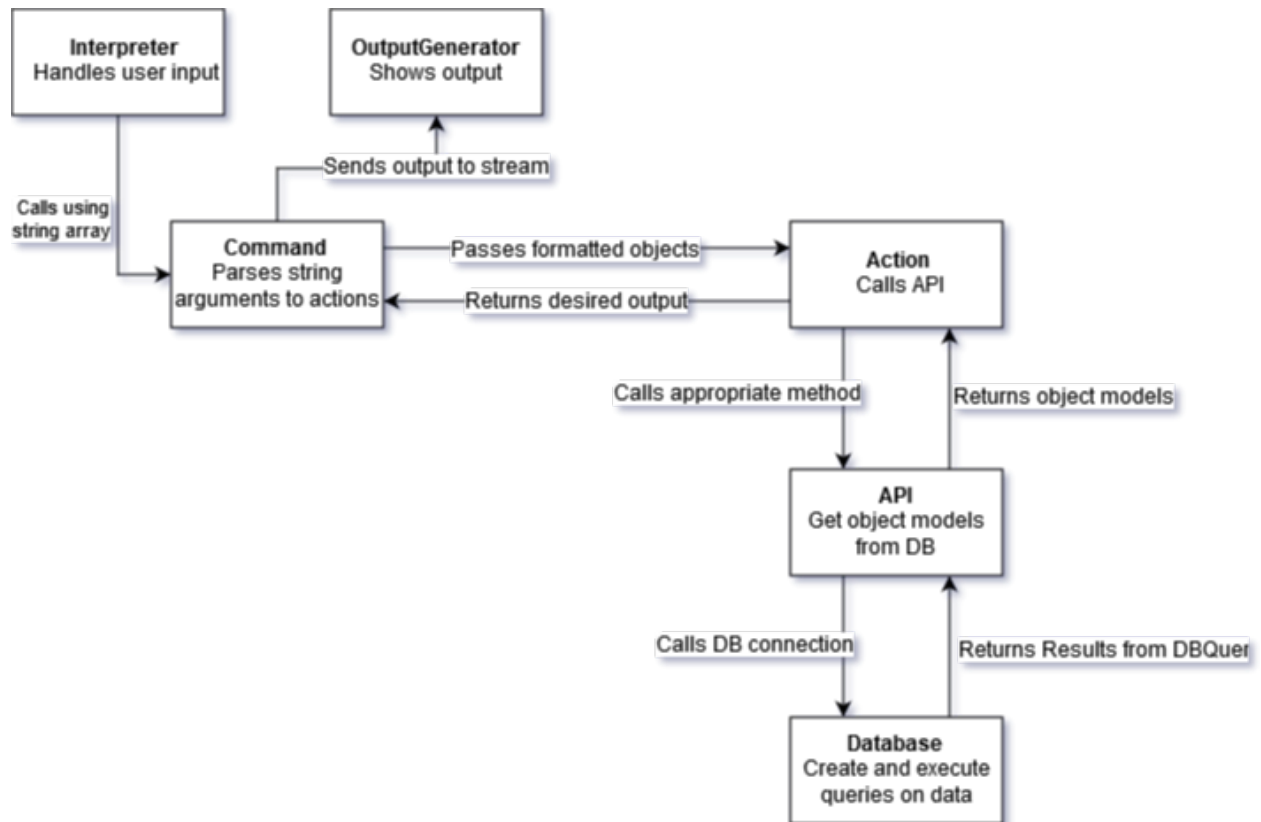 Interpreter
Handles user input
OutputGenerator
Shows output
Sends output to stream
Calls using
string array
Command
Parses string
arguments to actions
Passes formatted objects
Returns desired output
Action
Calls API
Calls appropriate method
Returns object models
API
Get object models
from DB
Calls DB connection
Returns Results from DBQuer
Database
Create and execute
queries on data